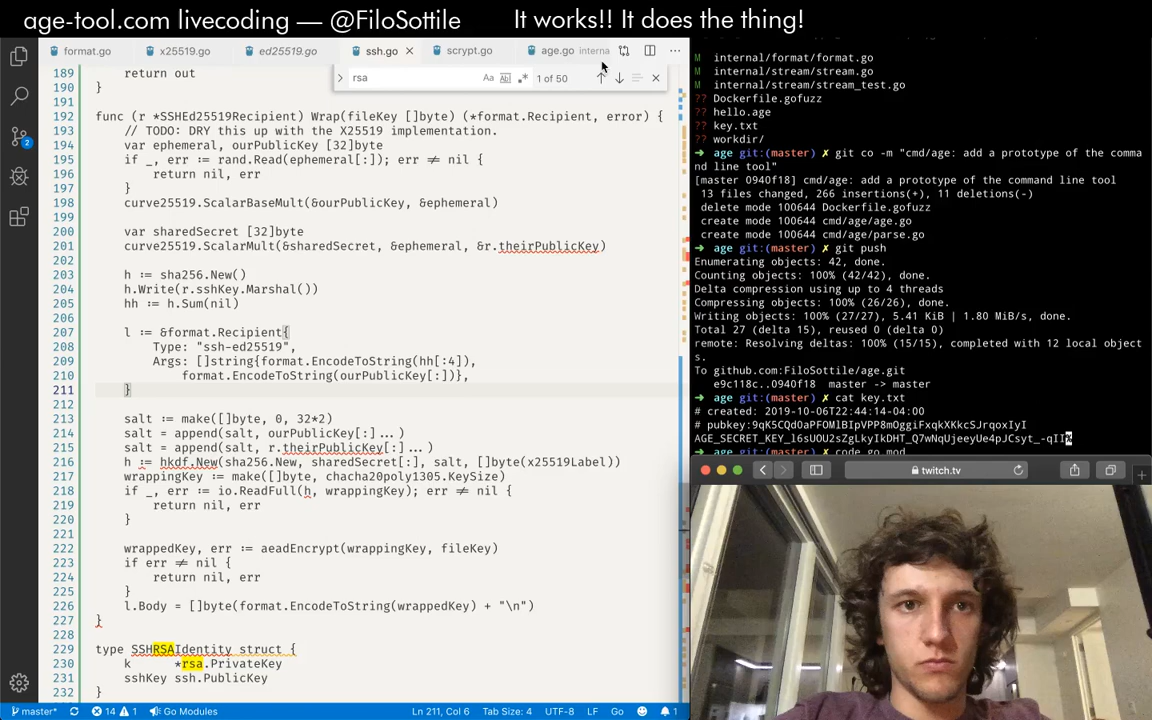 age-tool.com livecoding — @FiloSottile
It works!! It does the thing!
format.go
x25519.go
ed25519.go
ssh.go
scrypt.go
age.go interna
rsa
Aa
Ab
1 of 50
189 return out
190 }
191
192 func (r *SSHEd25519Recipient) Wrap(fileKey []byte) (*format.Recipient, error) {
193 // TODO: DRY this up with the X25519 implementation.
194 var ephemeral, ourPublicKey [32]byte
195 if _, err := rand.Read(ephemeral[:]); err ≠ nil {
196 return nil, err
197 }
198 curve25519.ScalarBaseMult(&ourPublicKey, &ephemeral)
199
200 var sharedSecret [32]byte
201 curve25519.ScalarMult(&sharedSecret, &ephemeral, &r.theirPublicKey)
202
203 h := sha256.New()
204 h.Write(r.sshKey.Marshal())
205 hh := h.Sum(nil)
206
207 l := &format.Recipient{
208 Type: "ssh-ed25519",
209 Args: []string{format.EncodeToString(hh[:4]),
210 format.EncodeToString(ourPublicKey[:])},
211 }
212
213 salt := make([]byte, 0, 32*2)
214 salt = append(salt, ourPublicKey[:]...)
215 salt = append(salt, r.theirPublicKey[:]...)
216 h := hkdf.New(sha256.New, sharedSecret[:], salt, []byte(x25519Label))
217 wrappingKey := make([]byte, chacha20poly1305.KeySize)
218 if _, err := io.ReadFull(h, wrappingKey); err ≠ nil {
219 return nil, err
220 }
221
222 wrappedKey, err := aeadEncrypt(wrappingKey, fileKey)
223 if err ≠ nil {
224 return nil, err
225 }
226 l.Body = []byte(format.EncodeToString(wrappedKey) + "\n")
227 }
228
229 type SSHRSAIdentity struct {
230 k *rsa.PrivateKey
231 sshKey ssh.PublicKey
232 }
2
master*
14
1
Go Modules
Ln 211, Col 6
Tab Size: 4
UTF-8
LF
Go
1
M internal/format/format.go
M internal/stream/stream.go
M internal/stream/stream_test.go
?? Dockerfile.gofuzz
?? hello.age
?? key.txt
?? workdir/
➜ age git:(master) ✗ git co -m "cmd/age: add a prototype of the comma
nd line tool"
[master 0940f18] cmd/age: add a prototype of the command line tool
13 files changed, 266 insertions(+), 11 deletions(-)
delete mode 100644 Dockerfile.gofuzz
create mode 100644 cmd/age/age.go
create mode 100644 cmd/age/parse.go
➜ age git:(master) ✗ git push
Enumerating objects: 42, done.
Counting objects: 100% (42/42), done.
Delta compression using up to 4 threads
Compressing objects: 100% (26/26), done.
Writing objects: 100% (27/27), 5.41 KiB | 1.80 MiB/s, done.
Total 27 (delta 15), reused 0 (delta 0)
remote: Resolving deltas: 100% (15/15), completed with 12 local object
s.
To github.com:FiloSottile/age.git
e9c118c..0940f18 master -> master
➜ age git:(master) ✗ cat key.txt
# created: 2019-10-06T22:44:14-04:00
# pubkey:9qK5CQdOaPFOMlBIpVPP8mOggiFxqkXKkcSJrqoxIyI
AGE_SECRET_KEY_l6sUOU2sZgLkyIkDHT_Q7wNqUjeeyUe4pJCsyt_-qII%
➜ age git:(master) ✗ code go.mod
twitch.tv